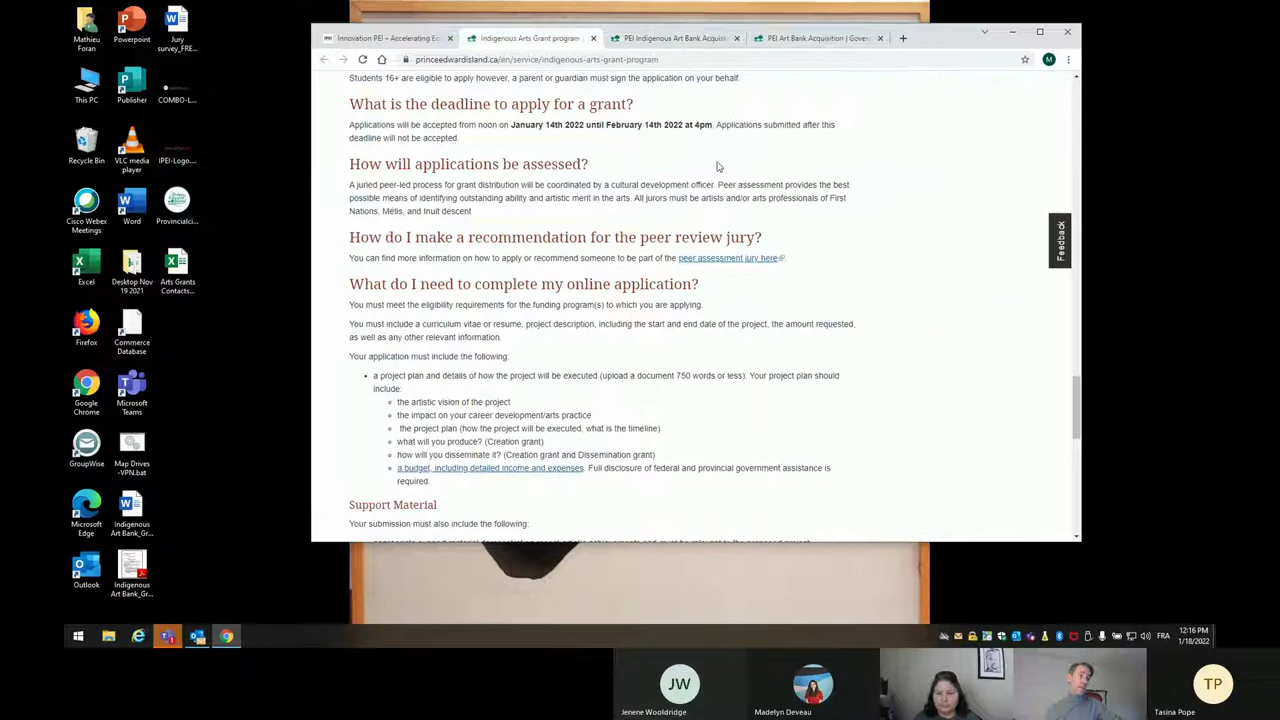 Mathieu Foran
Powerpoint
Jury survey_FRE...
This PC
Publisher
COMBO-L...
Recycle Bin
VLC media player
IPEI-Logo....
Cisco Webex Meetings
Word
Provincialci...
Excel
Desktop Nov 19 2021
Arts Grants Contacts...
Firefox
Commerce Database
Google Chrome
Microsoft Teams
GroupWise
Map Drives -VPN.bat
Microsoft Edge
Indigenous Art Bank_Gr...
Outlook
Indigenous Art Bank_Gr...
Innovation PEI – Accelerating Ec
Indigenous Arts Grant program
PEI Indigenous Art Bank Acquisi
PEI Art Bank Acquisition | Gover
princeedwardisland.ca/en/service/indigenous-arts-grant-program
M
Students 16+ are eligible to apply however, a parent or guardian must sign the application on your behalf.
What is the deadline to apply for a grant?
Applications will be accepted from noon on January 14th 2022 until February 14th 2022 at 4pm. Applications submitted after this
deadline will not be accepted.
How will applications be assessed?
A juried peer-led process for grant distribution will be coordinated by a cultural development officer. Peer assessment provides the best
possible means of identifying outstanding ability and artistic merit in the arts. All jurors must be artists and/or arts professionals of First
Nations, Métis, and Inuit descent
How do I make a recommendation for the peer review jury?
You can find more information on how to apply or recommend someone to be part of the peer assessment jury here.
What do I need to complete my online application?
You must meet the eligibility requirements for the funding program(s) to which you are applying.
You must include a curriculum vitae or resume, project description, including the start and end date of the project, the amount requested,
as well as any other relevant information.
Your application must include the following:
a project plan and details of how the project will be executed (upload a document 750 words or less). Your project plan should
include:
the artistic vision of the project
the impact on your career development/arts practice
the project plan (how the project will be executed, what is the timeline)
what will you produce? (Creation grant)
how will you disseminate it? (Creation grant and Dissemination grant)
a budget, including detailed income and expenses. Full disclosure of federal and provincial government assistance is
required.
Support Material
Your submission must also include the following:
Feedback
FRA
12:16 PM
1/18/2022
JW
Jenene Wooldridge
Madelyn Deveau
TP
Tasina Pope